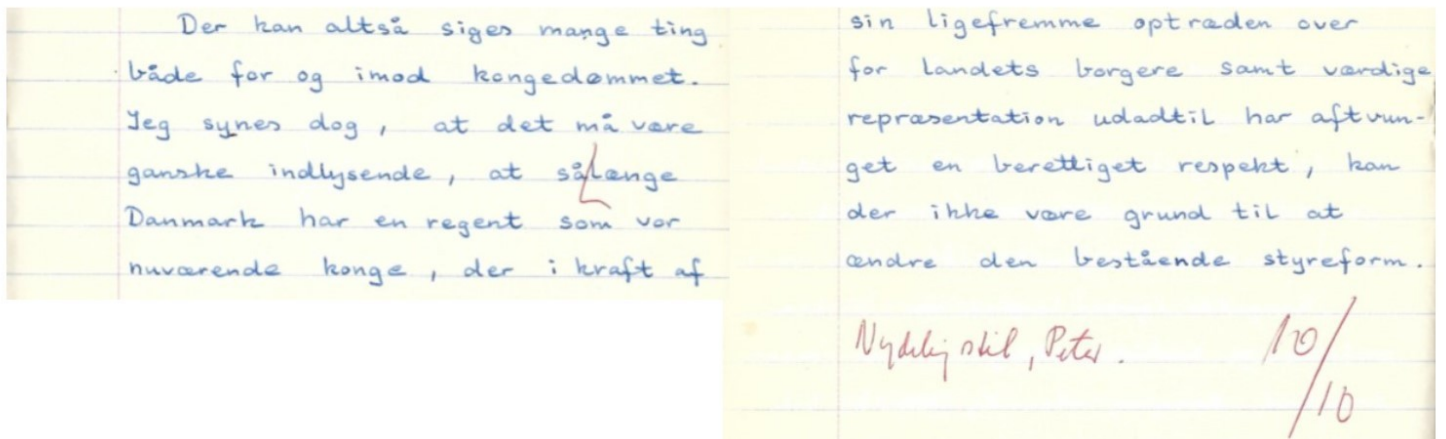 Der kan altså siges mange ting
både for og imod kongedømmet.
Jeg synes dog, at det må være
ganske indlysende, at sålænge
Danmark har en regent som vor
nuværende konge, der i kraft af
sin ligefremme optræden over
for landets borgere samt værdige
repræsentation udadtil har aftvun-
get en berettiget respekt, kan
der ikke være grund til at
ændre den bestående styreform.
Nydelig stil, Peter. 10/10